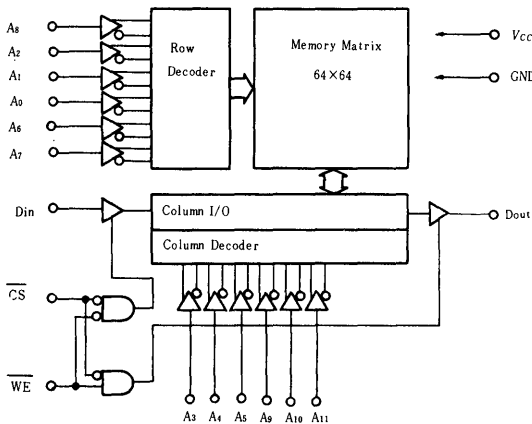 A8
A2
A1
A0
A6
A7
Row
Decoder
Memory Matrix
64×64
VCC
GND
Din
Column I/O
Column Decoder
Dout
CS
WE
A3
A4
A5
A9
A10
A11